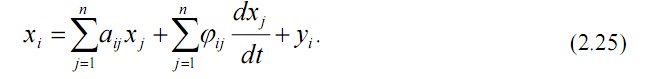 $x_i = \sum_{j=1}^{n} a_{ij} x_j + \sum_{j=1}^{n} \varphi_{ij} \frac{dx_j}{dt} + y_i.$ (2.25)